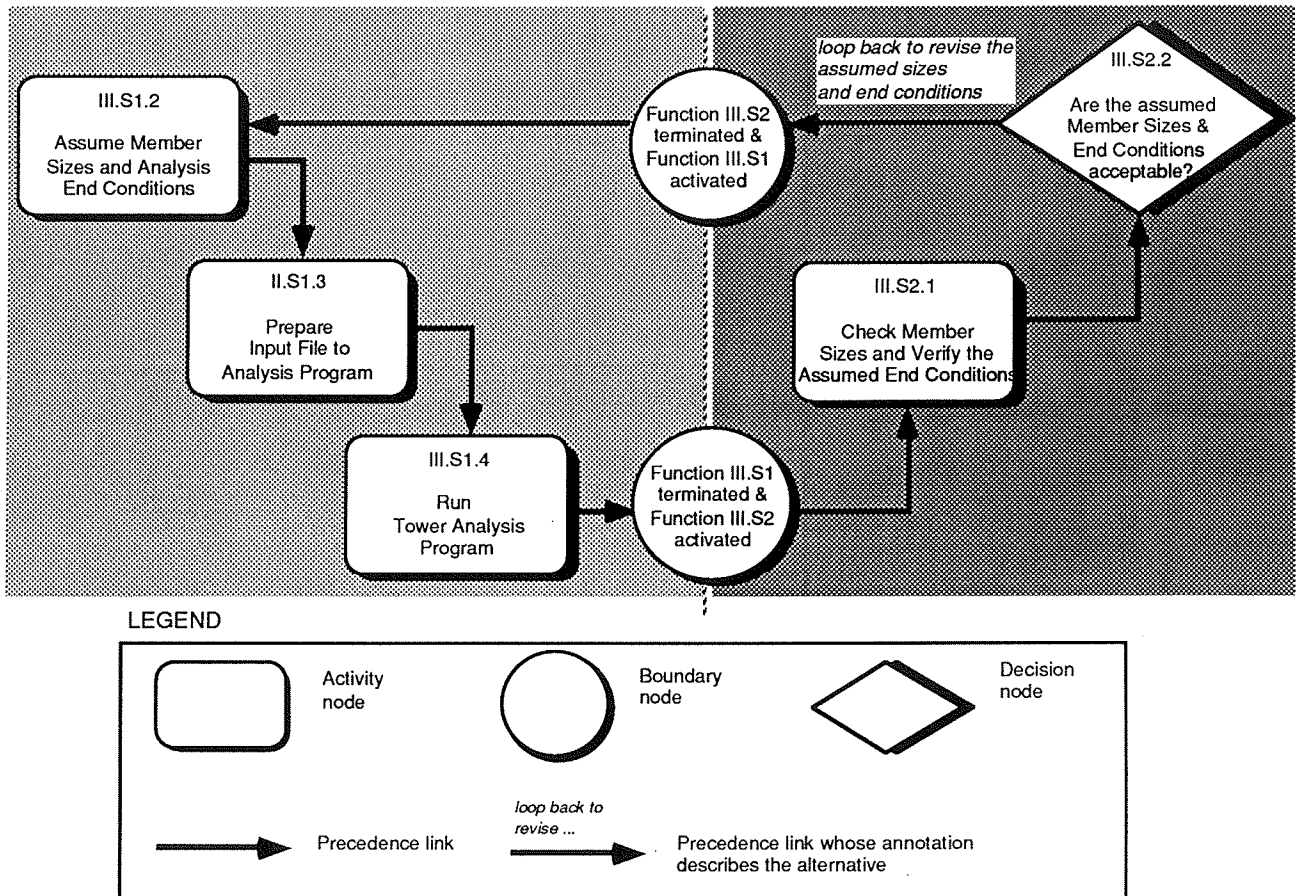 loop back to revise the
assumed sizes
and end conditions
III.S2.2
Are the assumed
Member Sizes &
End Conditions
acceptable?
III.S1.2
Assume Member
Sizes and Analysis
End Conditions
Function III.S2
terminated &
Function III.S1
activated
II.S1.3
Prepare
Input File to
Analysis Program
III.S2.1
Check Member
Sizes and Verify the
Assumed End Conditions
III.S1.4
Run
Tower Analysis
Program
Function III.S1
terminated &
Function III.S2
activated
LEGEND
Activity
node
Boundary
node
Decision
node
Precedence link
loop back to
revise ...
Precedence link whose annotation
describes the alternative